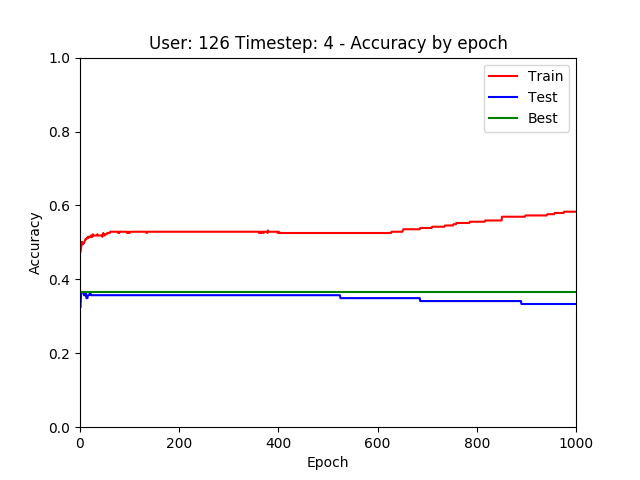 User: 126 Timestep: 4 - Accuracy by epoch
1.0
0.8
0.6
0.4
0.2
0.0
Accuracy
Train
Test
Best
0 200 400 600 800 1000
Epoch